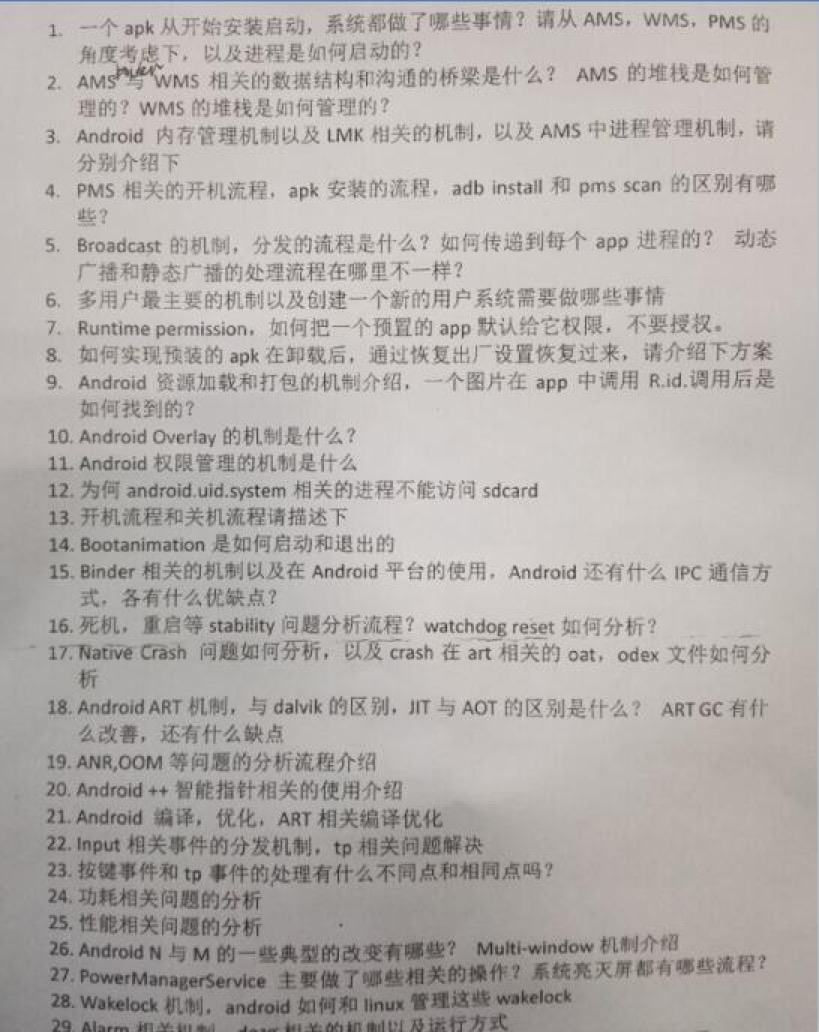 1. 一个 apk 从开始安装启动，系统都做了哪些事情？请从 AMS，WMS，PMS 的
角度考虑下，以及进程是如何启动的？
2. AMS 与 WMS 相关的数据结构和沟通的桥梁是什么？ AMS 的堆栈是如何管
理的？WMS 的堆栈是如何管理的？
3. Android 内存管理机制以及 LMK 相关的机制，以及 AMS 中进程管理机制，请
分别介绍下
4. PMS 相关的开机流程，apk 安装的流程，adb install 和 pms scan 的区别有哪
些？
5. Broadcast 的机制，分发的流程是什么？如何传递到每个 app 进程的？ 动态
广播和静态广播的处理流程在哪里不一样？
6. 多用户最主要的机制以及创建一个新的用户系统需要做哪些事情
7. Runtime permission，如何把一个预置的 app 默认给它权限，不要授权。
8. 如何实现预装的 apk 在卸载后，通过恢复出厂设置恢复过来，请介绍下方案
9. Android 资源加载和打包的机制介绍，一个图片在 app 中调用 R.id.调用后是
如何找到的？
10. Android Overlay 的机制是什么？
11. Android 权限管理的机制是什么
12. 为何 android.uid.system 相关的进程不能访问 sdcard
13. 开机流程和关机流程请描述下
14. Bootanimation 是如何启动和退出的
15. Binder 相关的机制以及在 Android 平台的使用，Android 还有什么 IPC 通信方
式，各有什么优缺点？
16. 死机，重启等 stability 问题分析流程？watchdog reset 如何分析？
17. Native Crash 问题如何分析，以及 crash 在 art 相关的 oat，odex 文件如何分
析
18. Android ART 机制，与 dalvik 的区别，JIT 与 AOT 的区别是什么？ ART GC 有什
么改善，还有什么缺点
19. ANR,OOM 等问题的分析流程介绍
20. Android ++ 智能指针相关的使用介绍
21. Android 编译，优化，ART 相关编译优化
22. Input 相关事件的分发机制，tp 相关问题解决
23. 按键事件和 tp 事件的处理有什么不同点和相同点吗？
24. 功耗相关问题的分析
25. 性能相关问题的分析
26. Android N 与 M 的一些典型的改变有哪些？ Multi-window 机制介绍
27. PowerManagerService 主要做了哪些相关的操作？系统亮灭屏都有哪些流程？
28. Wakelock 机制，android 如何和 linux 管理这些 wakelock
29. Alarm 相关机制，doze 相关的机制以及运行方式